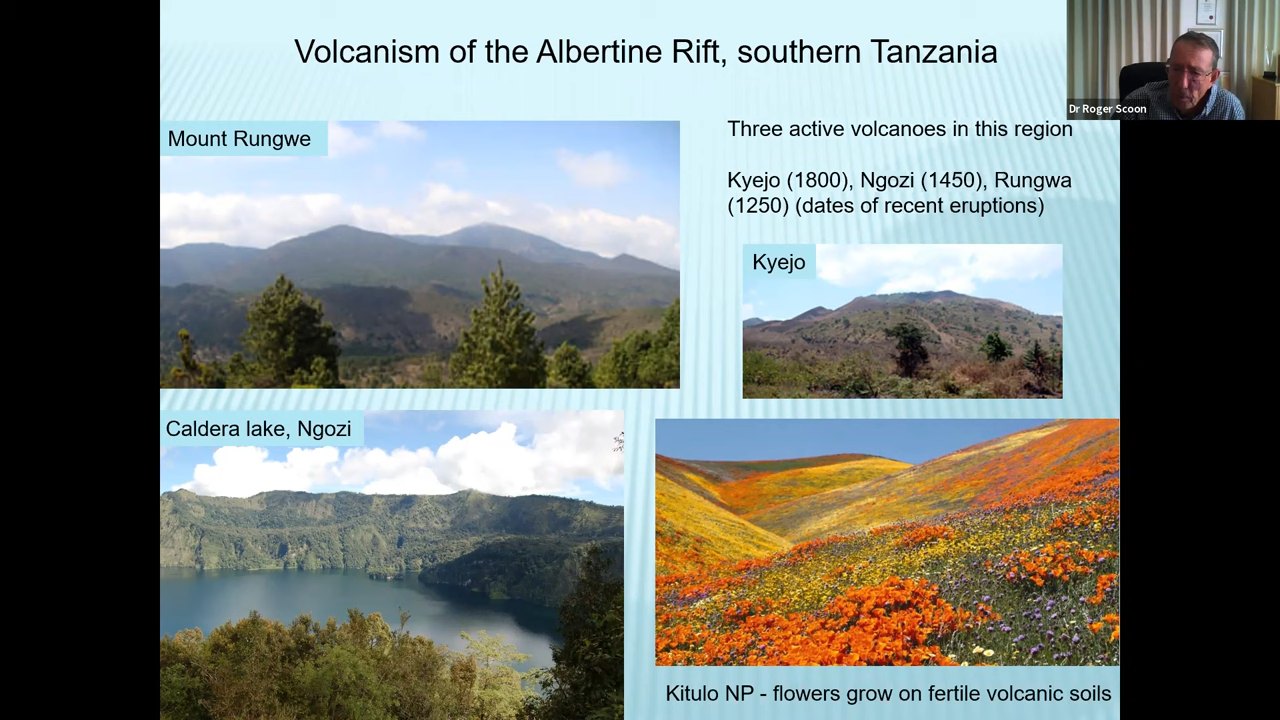 Volcanism of the Albertine Rift, southern Tanzania
Dr Roger Scoon
Mount Rungwe
Three active volcanoes in this region
Kyejo (1800), Ngozi (1450), Rungwa
(1250) (dates of recent eruptions)
Kyejo
Caldera lake, Ngozi
Kitulo NP - flowers grow on fertile volcanic soils